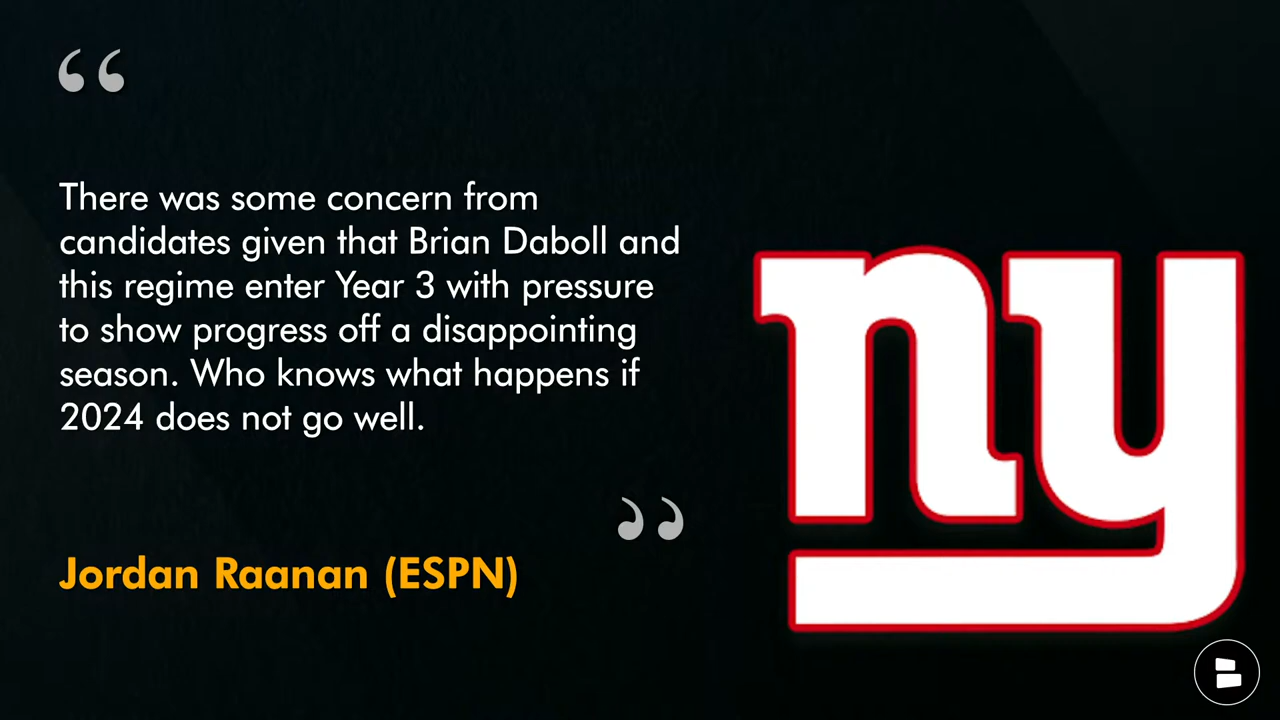 “
There was some concern from
candidates given that Brian Daboll and
this regime enter Year 3 with pressure
to show progress off a disappointing
season. Who knows what happens if
2024 does not go well.
”
Jordan Raanan (ESPN)
ny